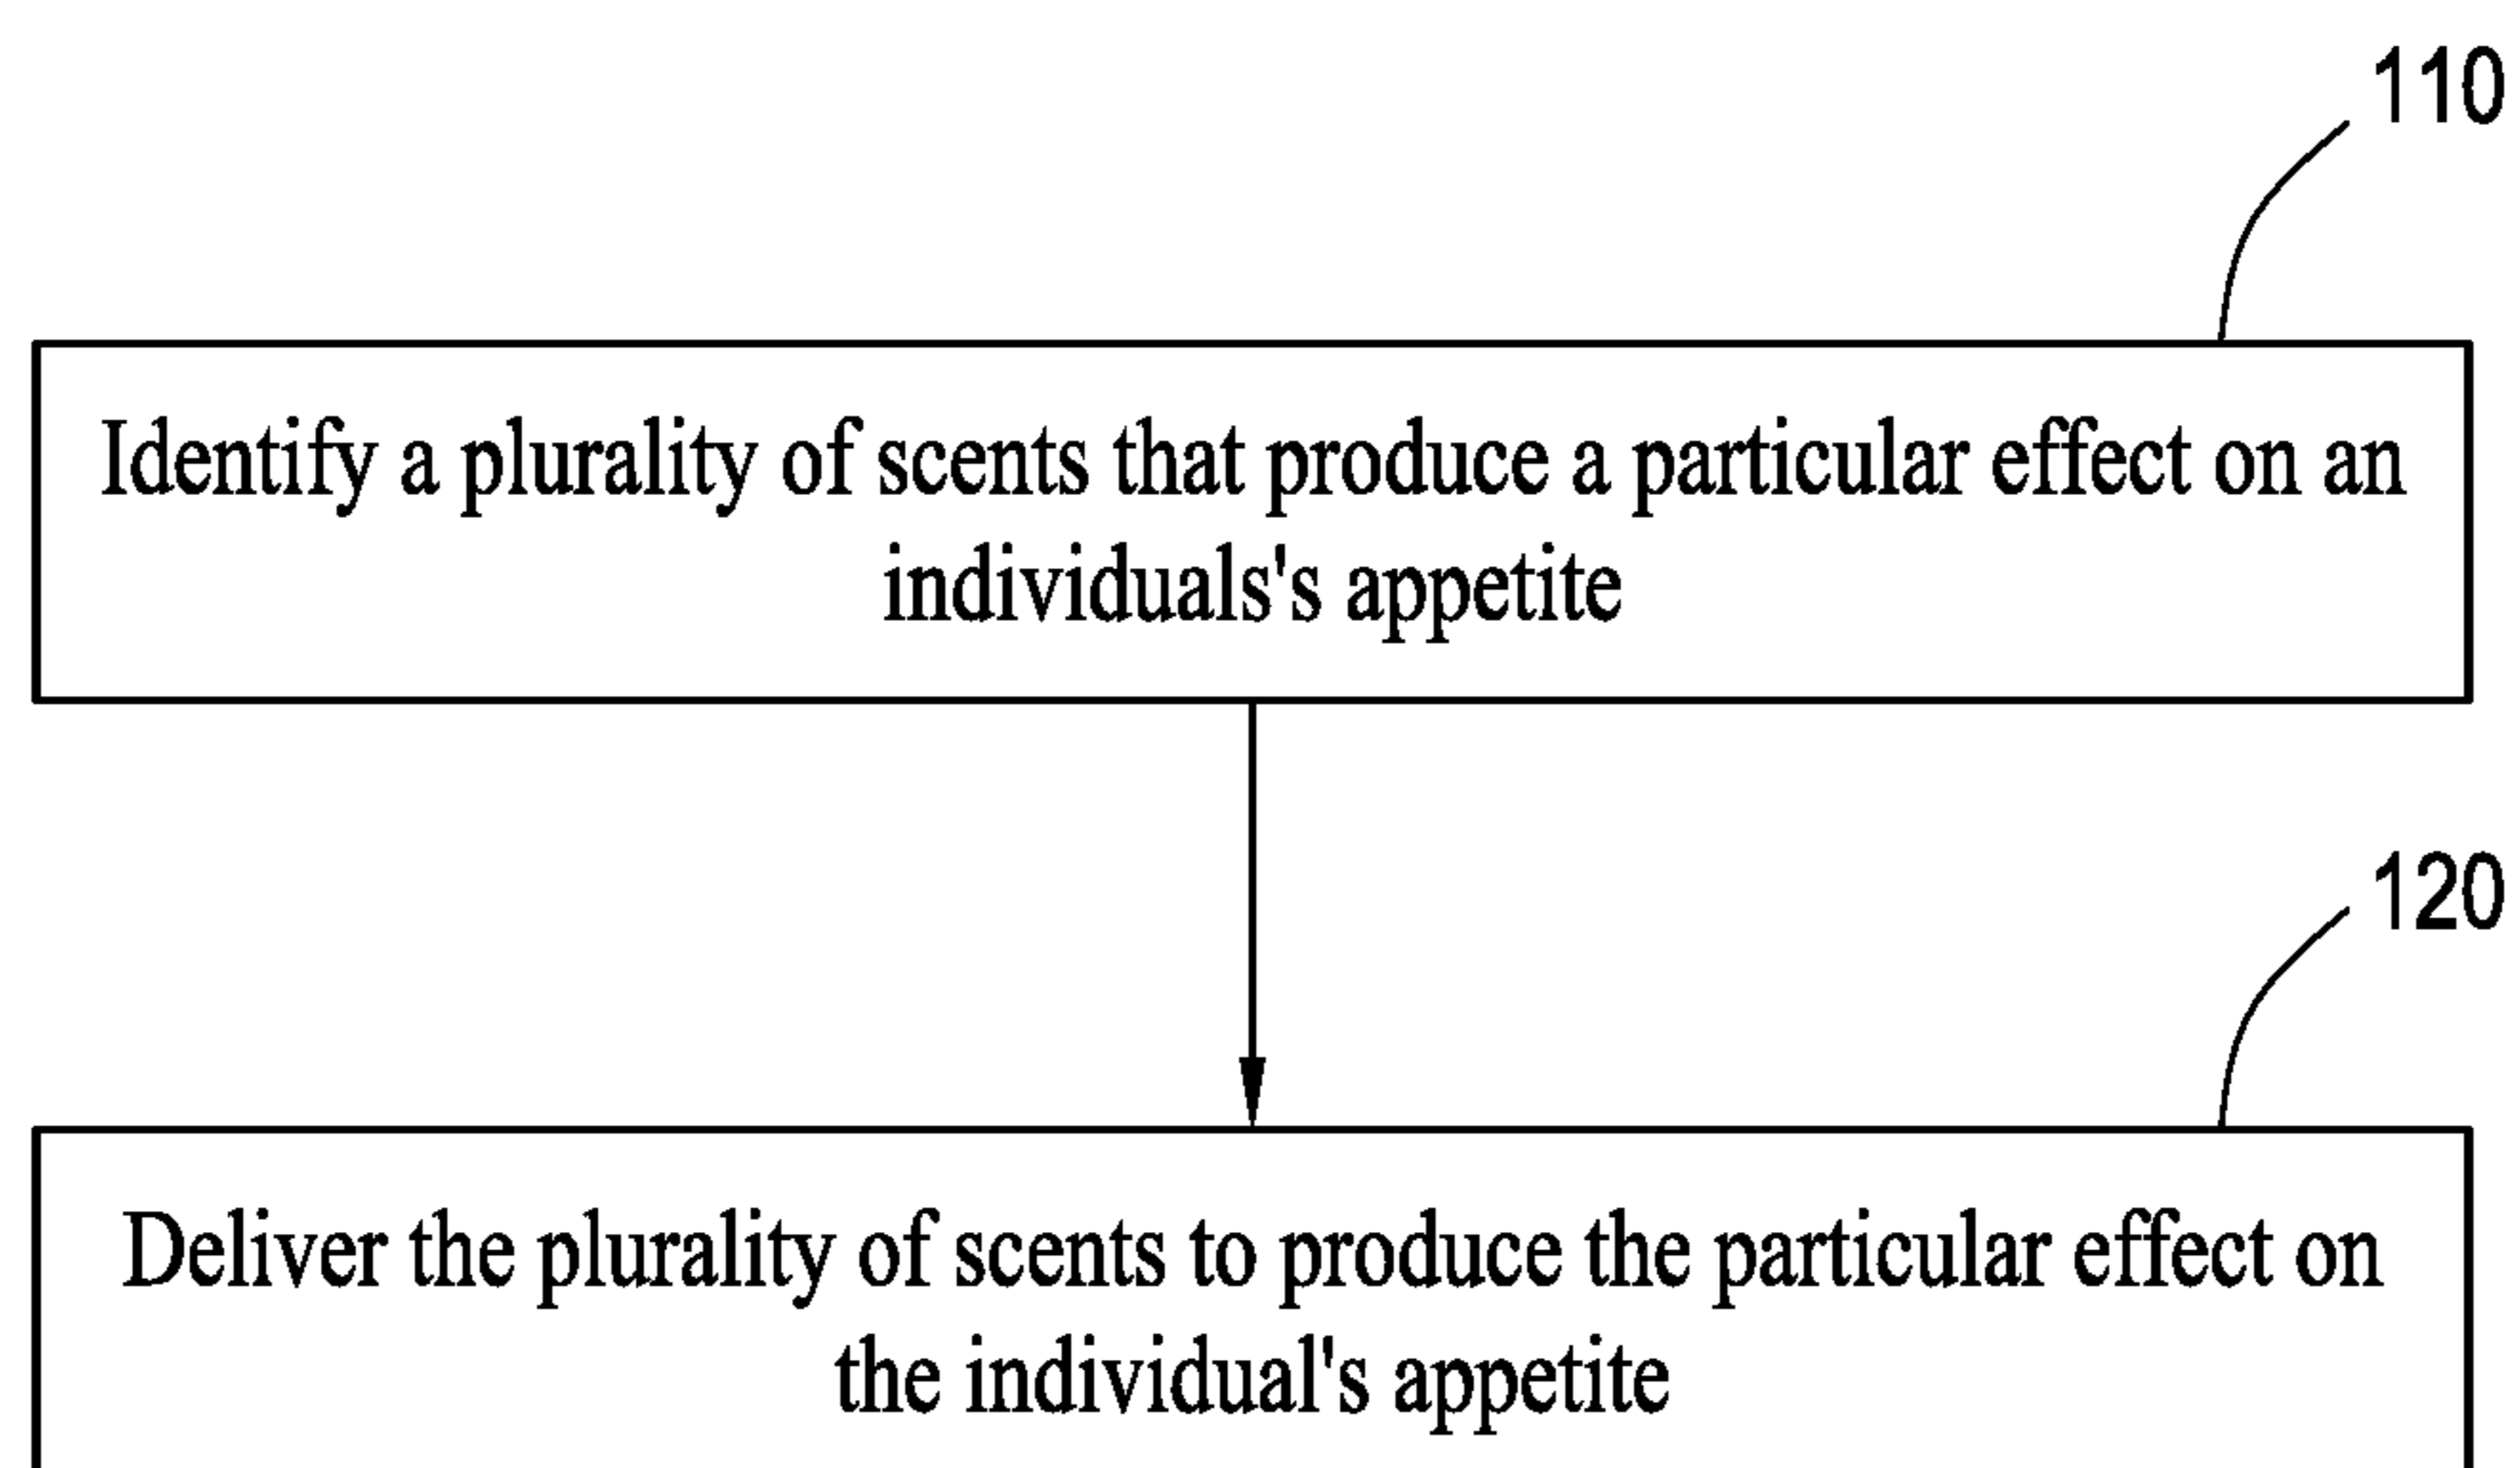 110
Identify a plurality of scents that produce a particular effect on an
individuals's appetite
120
Deliver the plurality of scents to produce the particular effect on
the individual's appetite